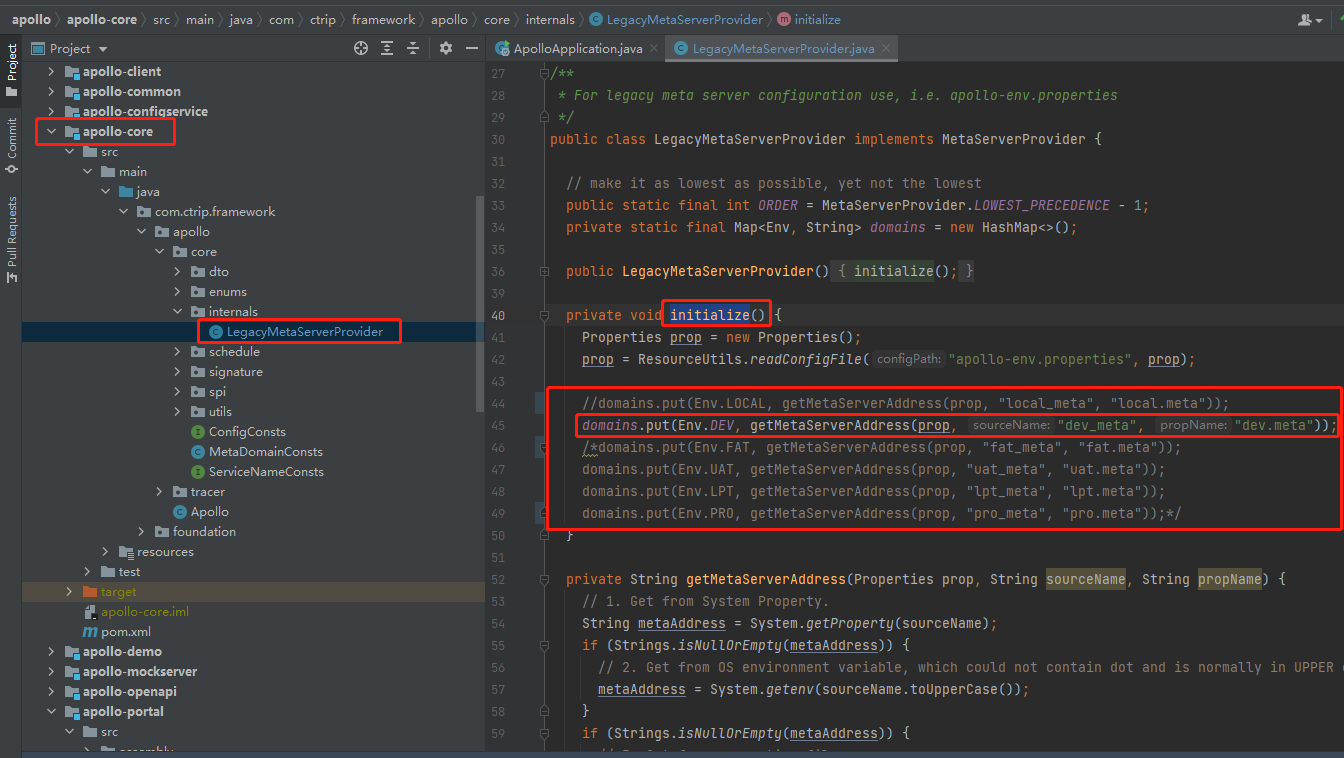 apollo apollo-core src main java com ctrip framework apollo core internals LegacyMetaServerProvider initialize
Project
Commit
Pull Requests
Project
apollo-client
apollo-common
apollo-configservice
apollo-core
src
main
java
com.ctrip.framework
apollo
core
dto
enums
internals
LegacyMetaServerProvider
schedule
signature
spi
utils
ConfigConsts
MetaDomainConsts
ServiceNameConsts
tracer
Apollo
foundation
resources
test
target
apollo-core.iml
pom.xml
apollo-demo
apollo-mockserver
apollo-openapi
apollo-portal
src
ApolloApplication.java LegacyMetaServerProvider.java
27 /**
28 * For legacy meta server configuration use, i.e. apollo-env.properties
29 */
30 public class LegacyMetaServerProvider implements MetaServerProvider {
31
32 // make it as lowest as possible, yet not the lowest
33 public static final int ORDER = MetaServerProvider.LOWEST_PRECEDENCE - 1;
34 private static final Map<Env, String> domains = new HashMap<>();
35
36 public LegacyMetaServerProvider() { initialize(); }
39
40 private void initialize() {
41 Properties prop = new Properties();
42 prop = ResourceUtils.readConfigFile( configPath: "apollo-env.properties", prop);
43
44 //domains.put(Env.LOCAL, getMetaServerAddress(prop, "local_meta", "local.meta"));
45 domains.put(Env.DEV, getMetaServerAddress(prop, sourceName: "dev_meta", propName: "dev.meta"));
46 /*domains.put(Env.FAT, getMetaServerAddress(prop, "fat_meta", "fat.meta"));
47 domains.put(Env.UAT, getMetaServerAddress(prop, "uat_meta", "uat.meta"));
48 domains.put(Env.LPT, getMetaServerAddress(prop, "lpt_meta", "lpt.meta"));
49 domains.put(Env.PRO, getMetaServerAddress(prop, "pro_meta", "pro.meta"));*/
50 }
51
52 private String getMetaServerAddress(Properties prop, String sourceName, String propName) {
53 // 1. Get from System Property.
54 String metaAddress = System.getProperty(sourceName);
55 if (Strings.isNullOrEmpty(metaAddress)) {
56 // 2. Get from OS environment variable, which could not contain dot and is normally in UPPER
57 metaAddress = System.getenv(sourceName.toUpperCase());
58 }
59 if (Strings.isNullOrEmpty(metaAddress)) {